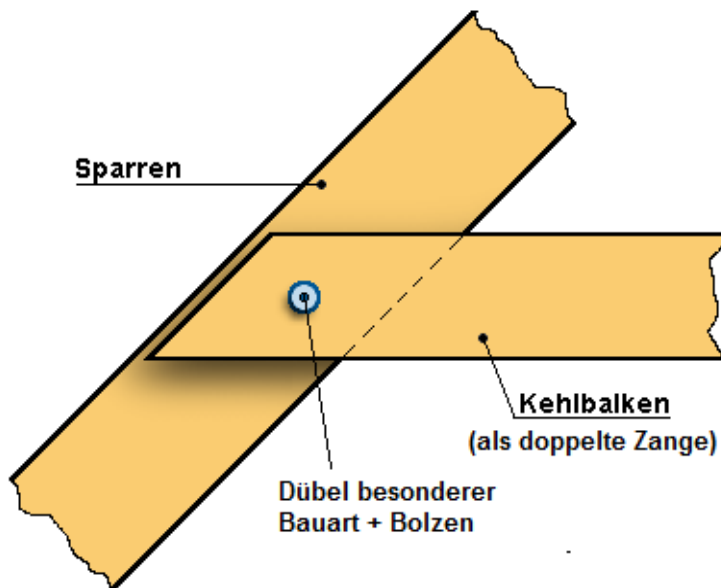 Sparren
Kehlbalken
(als doppelte Zange)
Dübel besonderer
Bauart + Bolzen